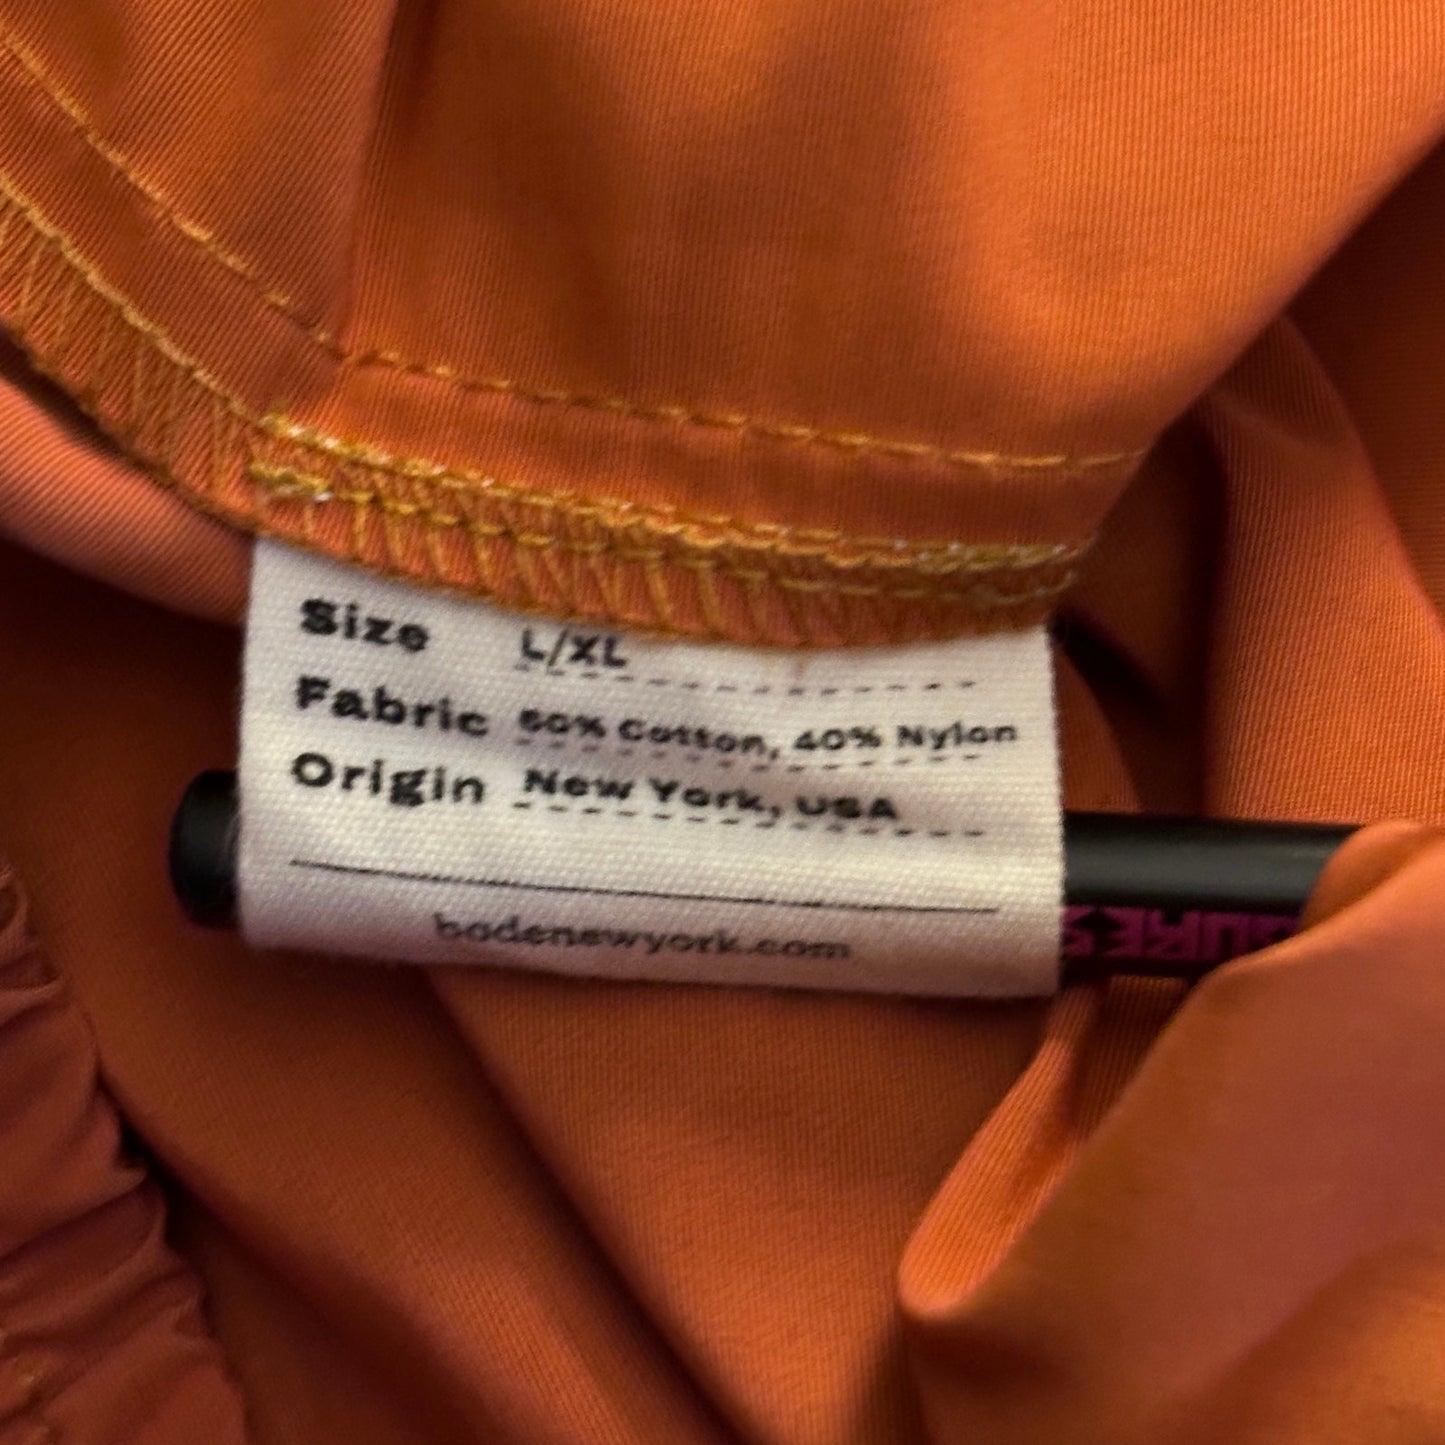 Size L/XL
Fabric 60% Cotton, 40% Nylon
Origin New York, USA
bodenewyork.com